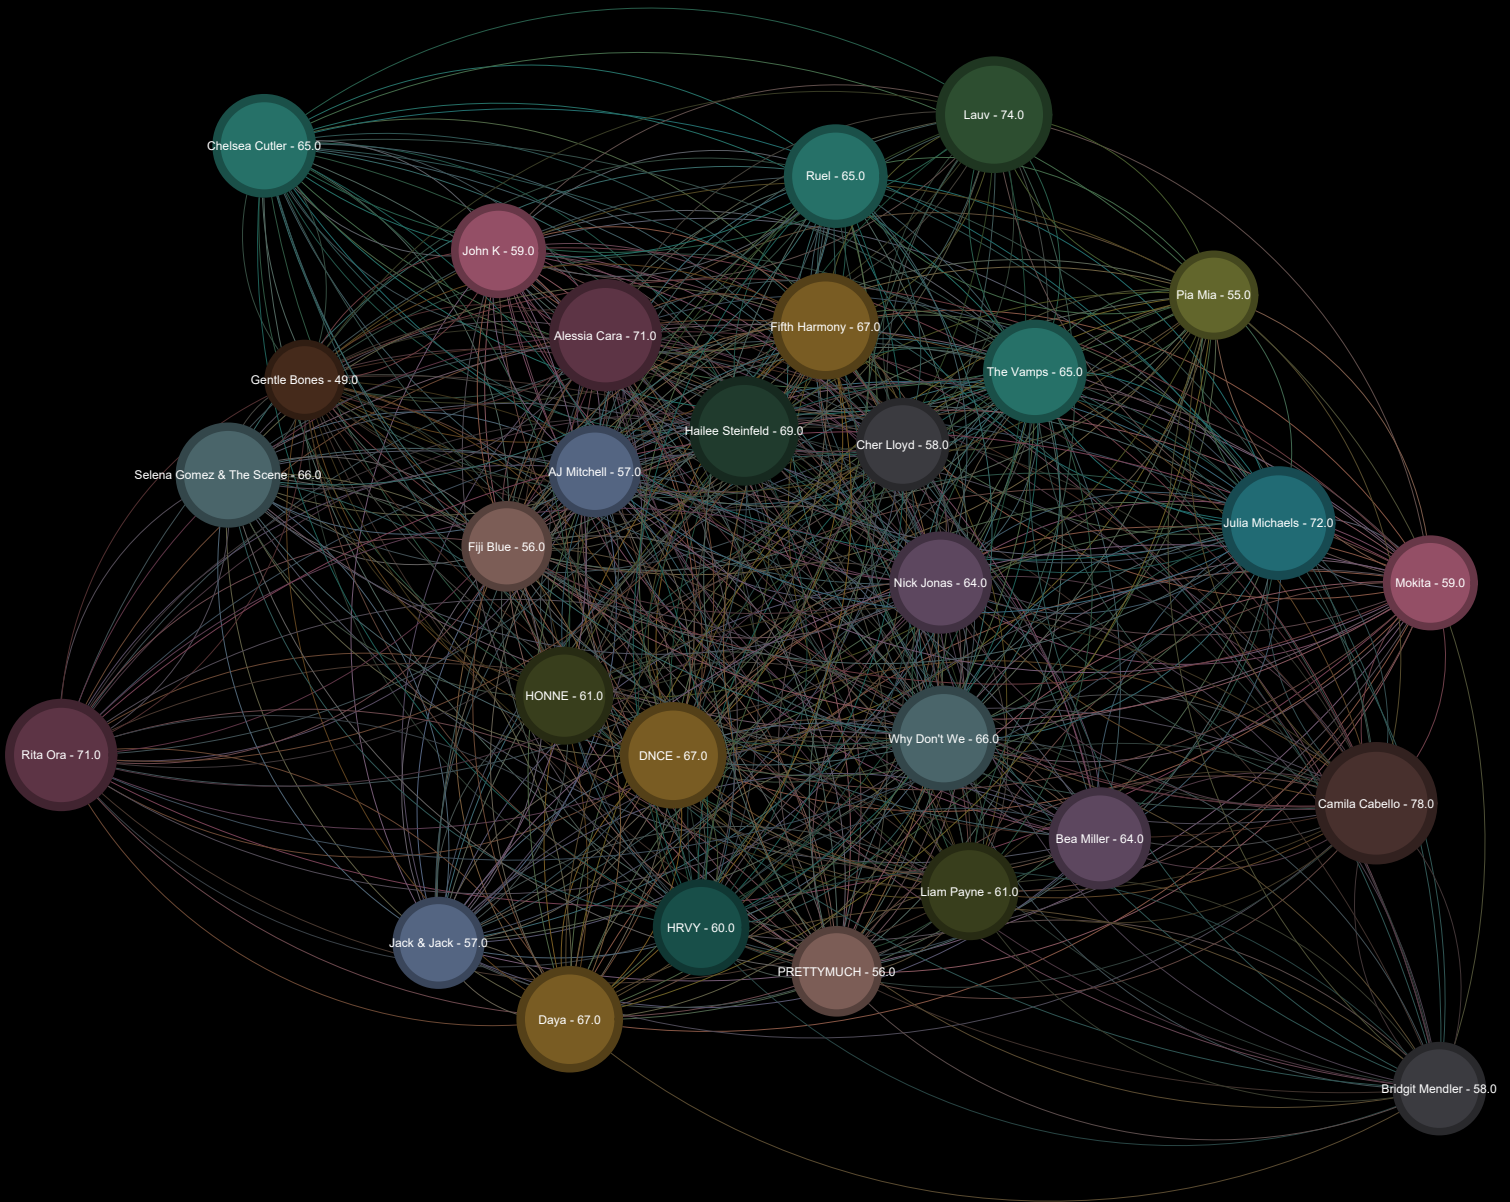 Lauv - 74.0
Chelsea Cutler - 65.0
Ruel - 65.0
John K - 59.0
Pia Mia - 55.0
Fifth Harmony - 67.0
Alessia Cara - 71.0
The Vamps - 65.0
Gentle Bones - 49.0
Hailee Steinfeld - 69.0
Cher Lloyd - 58.0
AJ Mitchell - 57.0
Selena Gomez & The Scene - 66.0
Julia Michaels - 72.0
Fiji Blue - 56.0
Nick Jonas - 64.0
Mokita - 59.0
HONNE - 61.0
Why Don't We - 66.0
Rita Ora - 71.0
DNCE - 67.0
Camila Cabello - 78.0
Bea Miller - 64.0
Liam Payne - 61.0
HRVY - 60.0
Jack & Jack - 57.0
PRETTYMUCH - 56.0
Daya - 67.0
Bridgit Mendler - 58.0